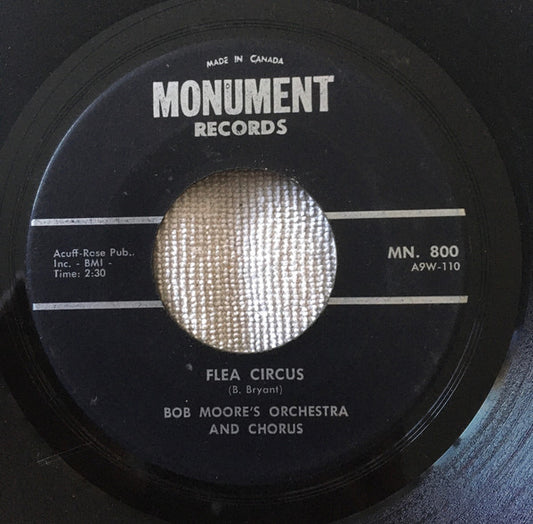 MADE IN CANADA
MONUMENT
RECORDS
Acuff-Rose Pub.,
Inc. - BMI -
Time: 2:30
MN. 800
A9W-110
FLEA CIRCUS
(B. Bryant)
BOB MOORE'S ORCHESTRA
AND CHORUS